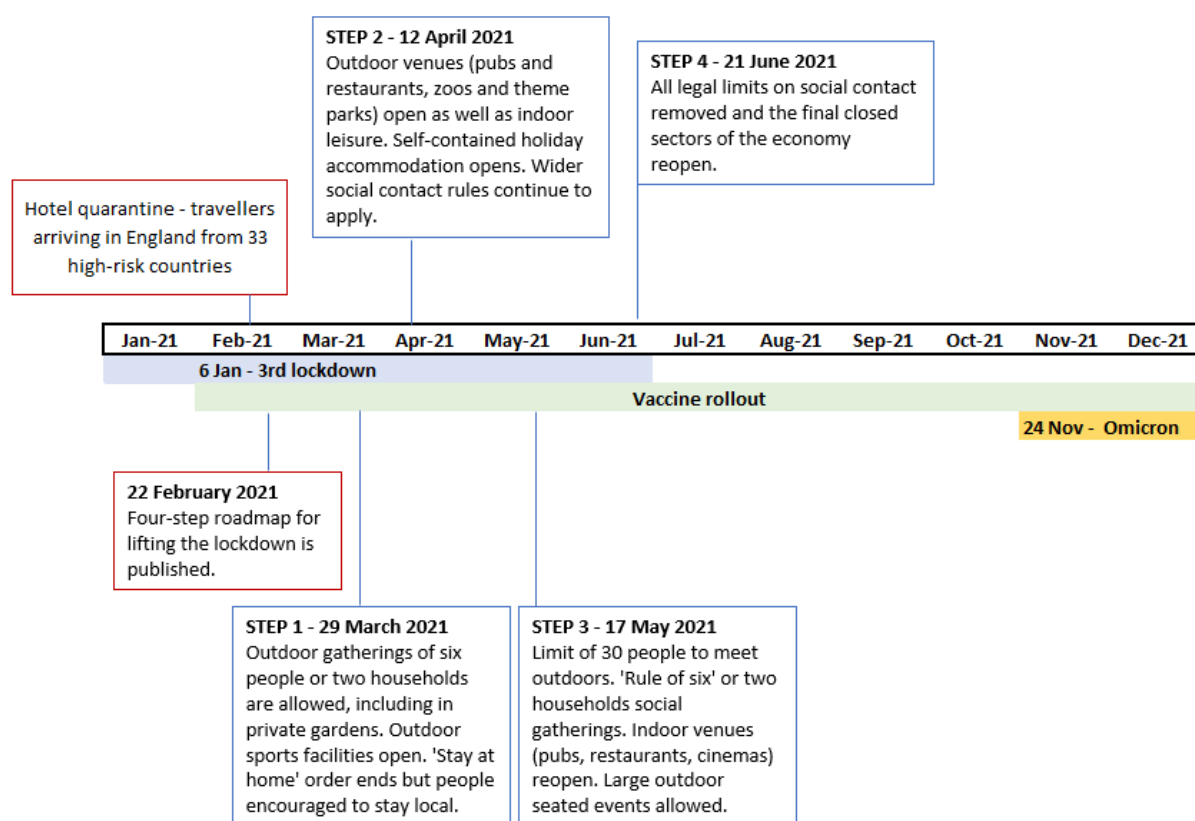 STEP 2 - 12 April 2021
Outdoor venues (pubs and
restaurants, zoos and theme
parks) open as well as indoor
leisure. Self-contained holiday
accommodation opens. Wider
social contact rules continue to
apply.
STEP 4 - 21 June 2021
All legal limits on social contact
removed and the final closed
sectors of the economy
reopen.
Hotel quarantine - travellers
arriving in England from 33
high-risk countries
Jan-21 Feb-21 Mar-21 Apr-21 May-21 Jun-21 Jul-21 Aug-21 Sep-21 Oct-21 Nov-21 Dec-21
6 Jan - 3rd lockdown
Vaccine rollout
24 Nov - Omicron
22 February 2021
Four-step roadmap for
lifting the lockdown is
published.
STEP 1 - 29 March 2021
Outdoor gatherings of six
people or two households
are allowed, including in
private gardens. Outdoor
sports facilities open. 'Stay at
home' order ends but people
encouraged to stay local.
STEP 3 - 17 May 2021
Limit of 30 people to meet
outdoors. 'Rule of six' or two
households social
gatherings. Indoor venues
(pubs, restaurants, cinemas)
reopen. Large outdoor
seated events allowed.